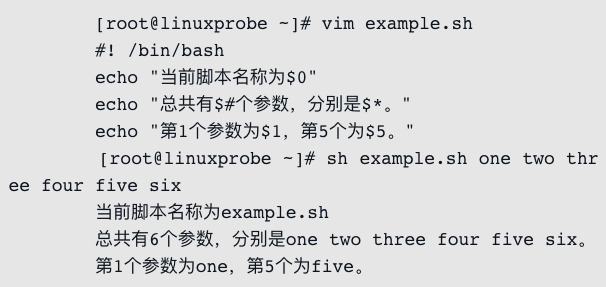 [root@linuxprobe ~]# vim example.sh
#! /bin/bash
echo "当前脚本名称为$0"
echo "总共有$#个参数，分别是$*。"
echo "第1个参数为$1，第5个为$5。"
[root@linuxprobe ~]# sh example.sh one two thr
ee four five six
当前脚本名称为example.sh
总共有6个参数，分别是one two three four five six。
第1个参数为one，第5个为five。